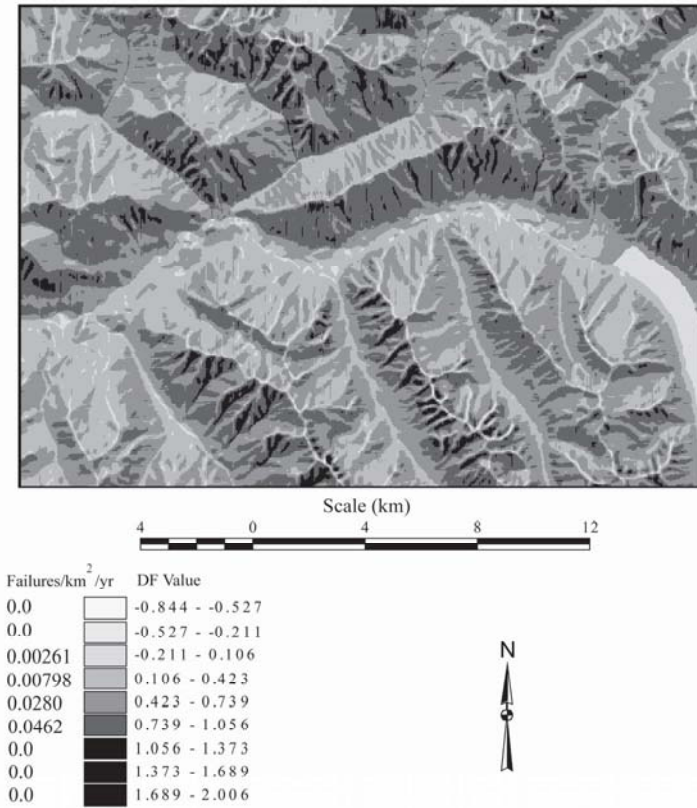 Scale (km)
4 0 4 8 12
Failures/km2/yr DF Value
0.0 -0.844 - -0.527
0.0 -0.527 - -0.211
0.00261 -0.211 - 0.106
0.00798 0.106 - 0.423
0.0280 0.423 - 0.739
0.0462 0.739 - 1.056
0.0 1.056 - 1.373
0.0 1.373 - 1.689
0.0 1.689 - 2.006
N